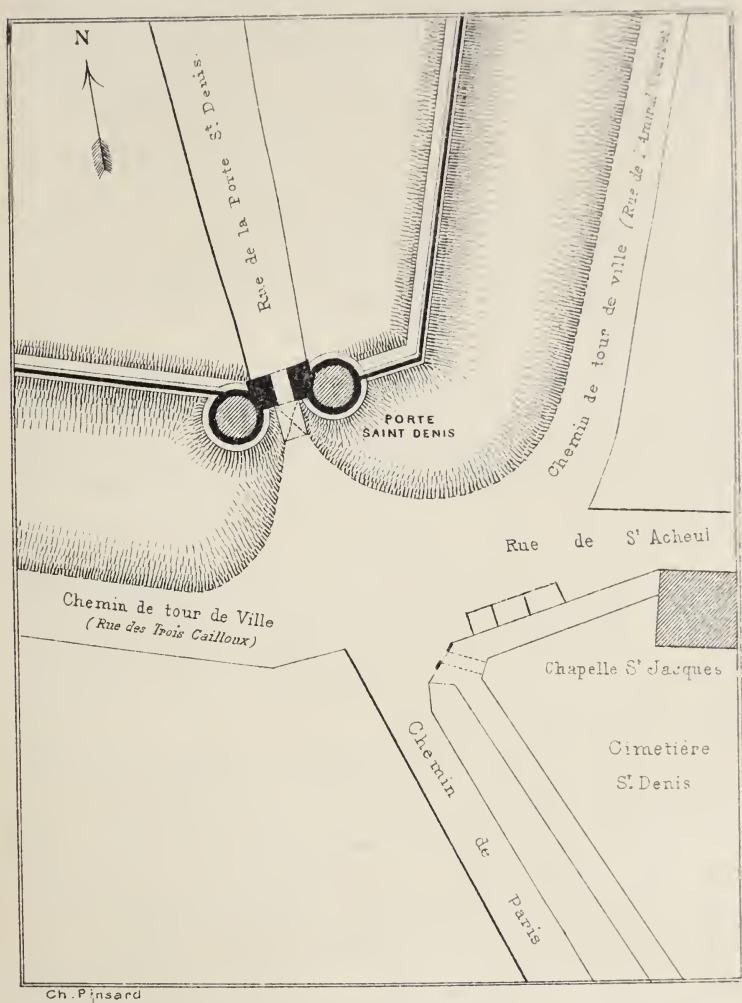 N
Rue de la Porte St. Denis.
Chemin de tour de ville (Rue de l'Amiral
PORTE
SAINT DENIS
Rue de St Acheul
Chemin de tour de Ville
(Rue des Trois Cailloux)
Chapelle St Jacques
Cimetière
St. Denis
Chemin de Paris
Ch. Pinsard